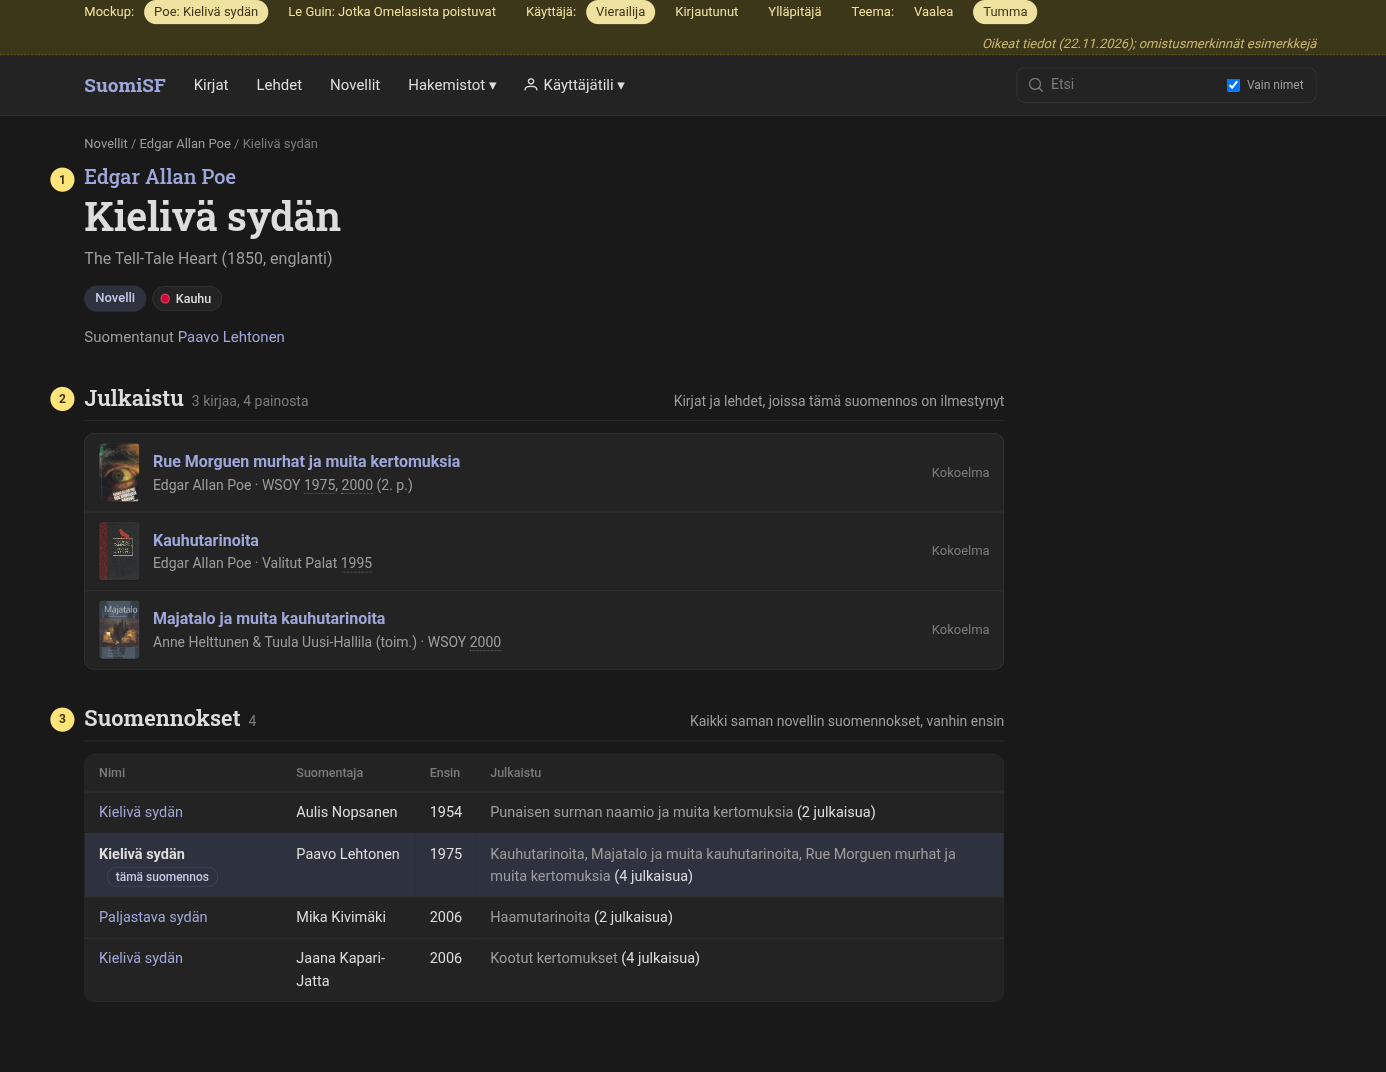 Mockup: Poe: Kielivä sydän Le Guin: Jotka Omelasista poistuvat Käyttäjä: Vierailija Kirjautunut Ylläpitäjä Teema: Vaalea Tumma
Oikeat tiedot (22.11.2026); omistusmerkinnät esimerkkejä
SuomiSF Kirjat Lehdet Novellit Hakemistot ▾ Käyttäjätili ▾ Etsi Vain nimet
Novellit / Edgar Allan Poe / Kielivä sydän
1 Edgar Allan Poe
Kielivä sydän
The Tell-Tale Heart (1850, englanti)
Novelli Kauhu
Suomentanut Paavo Lehtonen
2 Julkaistu 3 kirjaa, 4 painosta Kirjat ja lehdet, joissa tämä suomennos on ilmestynyt
Rue Morguen murhat ja muita kertomuksia
Edgar Allan Poe · WSOY 1975, 2000 (2. p.)
Kokoelma
Kauhutarinoita
Edgar Allan Poe · Valitut Palat 1995
Kokoelma
Majatalo
Majatalo ja muita kauhutarinoita
Anne Helttunen & Tuula Uusi-Hallila (toim.) · WSOY 2000
Kokoelma
3 Suomennokset 4 Kaikki saman novellin suomennokset, vanhin ensin
Nimi Suomentaja Ensin Julkaistu
Kielivä sydän Aulis Nopsanen 1954 Punaisen surman naamio ja muita kertomuksia (2 julkaisua)
Kielivä sydän Paavo Lehtonen 1975 Kauhutarinoita, Majatalo ja muita kauhutarinoita, Rue Morguen murhat ja
tämä suomennos muita kertomuksia (4 julkaisua)
Paljastava sydän Mika Kivimäki 2006 Haamutarinoita (2 julkaisua)
Kielivä sydän Jaana Kapari- 2006 Kootut kertomukset (4 julkaisua)
Jatta